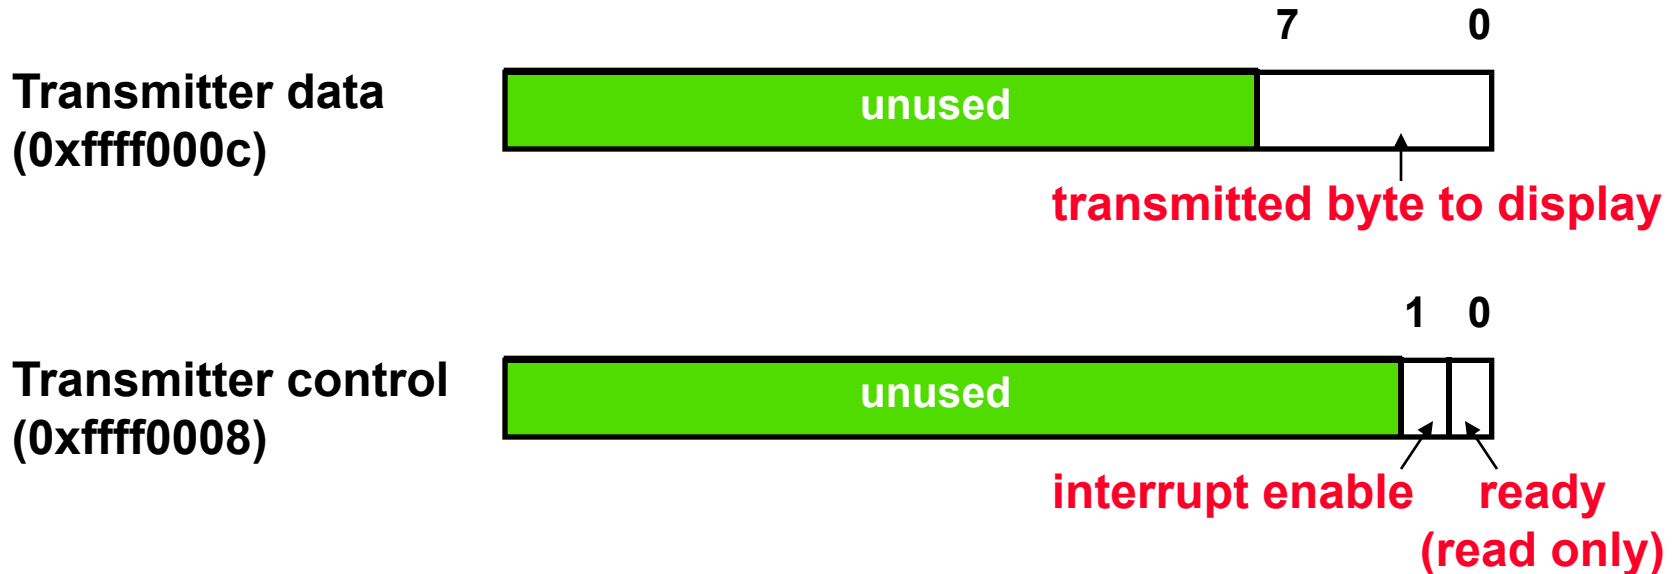 7 0
Transmitter data
(0xffff000c)
unused
transmitted byte to display
1 0
Transmitter control
(0xffff0008)
unused
interrupt enable ready
(read only)